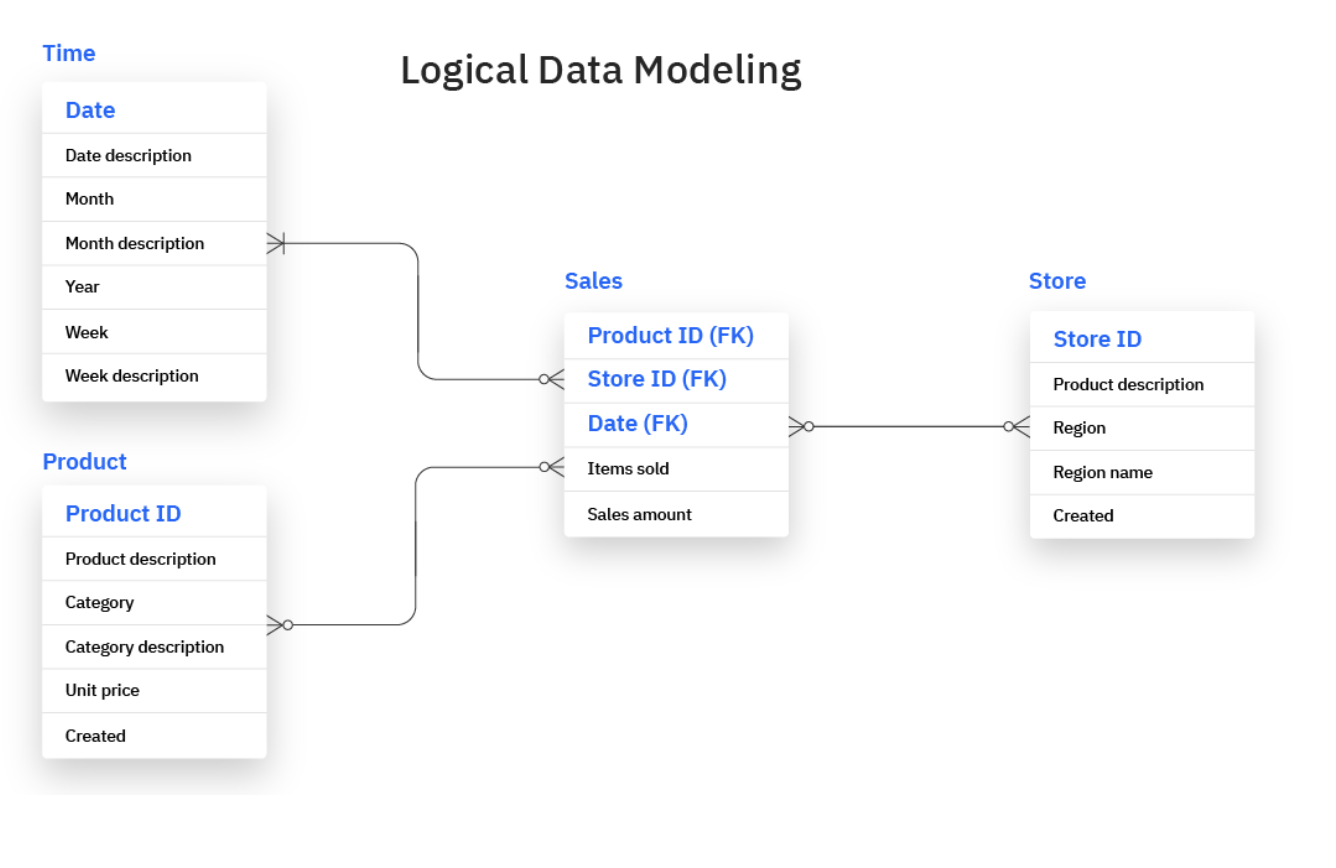 Logical Data Modeling
Time
Date
Date description
Month
Month description
Year
Week
Week description
Product
Product ID
Product description
Category
Category description
Unit price
Created
Sales
Product ID (FK)
Store ID (FK)
Date (FK)
Items sold
Sales amount
Store
Store ID
Product description
Region
Region name
Created